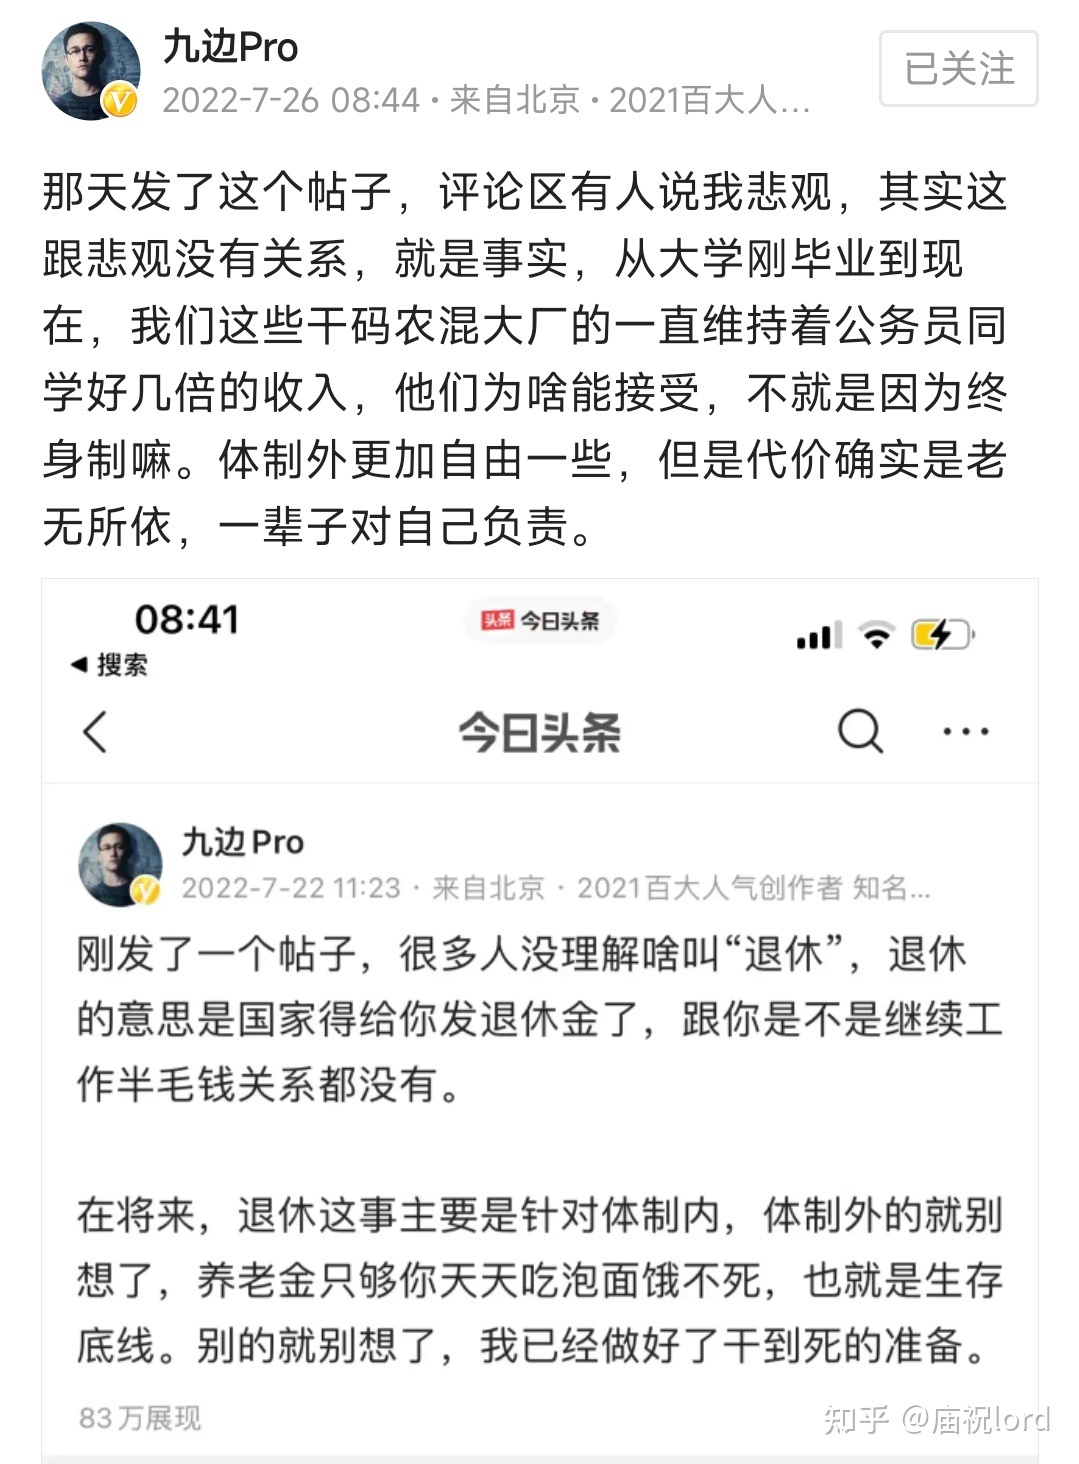 九边Pro
已关注
2022-7-26 08:44 · 来自北京 · 2021百大人...
那天发了这个帖子，评论区有人说我悲观，其实这
跟悲观没有关系，就是事实，从大学刚毕业到现
在，我们这些干码农混大厂的一直维持着公务员同
学好几倍的收入，他们为啥能接受，不就是因为终
身制嘛。体制外更加自由一些，但是代价确实是老
无所依，一辈子对自己负责。
08:41
头条 今日头条
◀ 搜索
今日头条
九边Pro
2022-7-22 11:23 · 来自北京 · 2021百大人气创作者 知名...
刚发了一个帖子，很多人没理解啥叫“退休”，退休
的意思是国家得给你发退休金了，跟你是不是继续工
作半毛钱关系都没有。
在将来，退休这事主要是针对体制内，体制外的就别
想了，养老金只够你天天吃泡面饿不死，也就是生存
底线。别的就别想了，我已经做好了干到死的准备。
83万展现
知乎 @庙祝lord